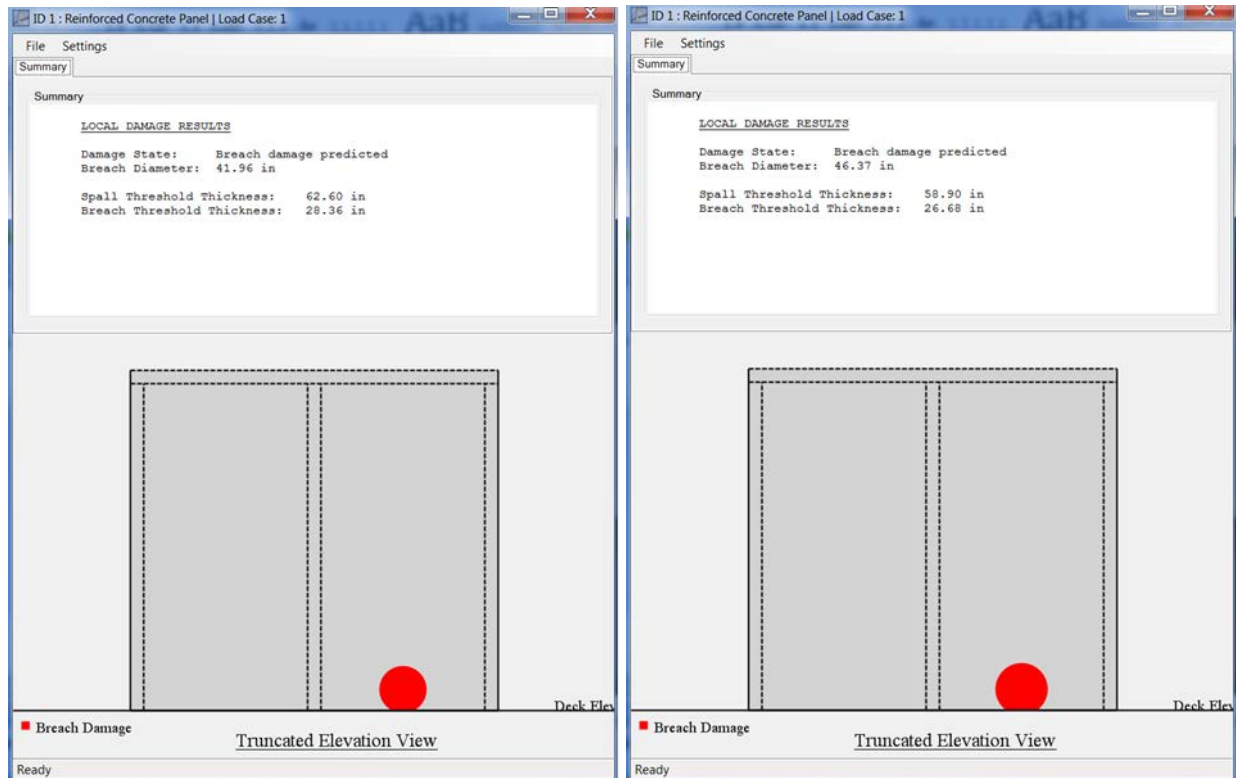 ID 1 : Reinforced Concrete Panel | Load Case: 1
File Settings
Summary
Summary
LOCAL DAMAGE RESULTS
Damage State: Breach damage predicted
Breach Diameter: 41.96 in
Spall Threshold Thickness: 62.60 in
Breach Threshold Thickness: 28.36 in
Deck Elev
Breach Damage
Truncated Elevation View
Ready
ID 1 : Reinforced Concrete Panel | Load Case: 1
File Settings
Summary
Summary
LOCAL DAMAGE RESULTS
Damage State: Breach damage predicted
Breach Diameter: 46.37 in
Spall Threshold Thickness: 58.90 in
Breach Threshold Thickness: 26.68 in
Deck Elev
Breach Damage
Truncated Elevation View
Ready